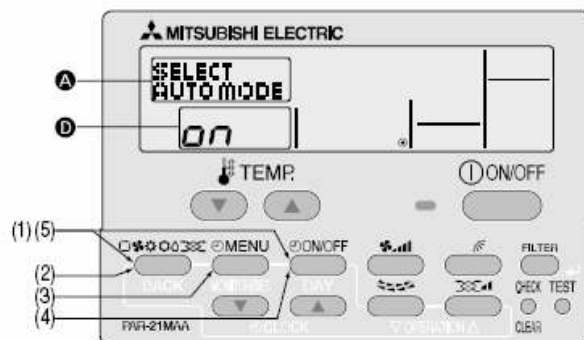 MITSUBISHI ELECTRIC
A
SELECT
AUTO MODE
D
on
TEMP.
ON/OFF
(1) (5)
MENU
ON/OFF
FILTER
(2)
BACK
DAY
(3)
CHECK TEST
(4)
PAR-21MAA
CLOCK
OPERATION
CLEAR